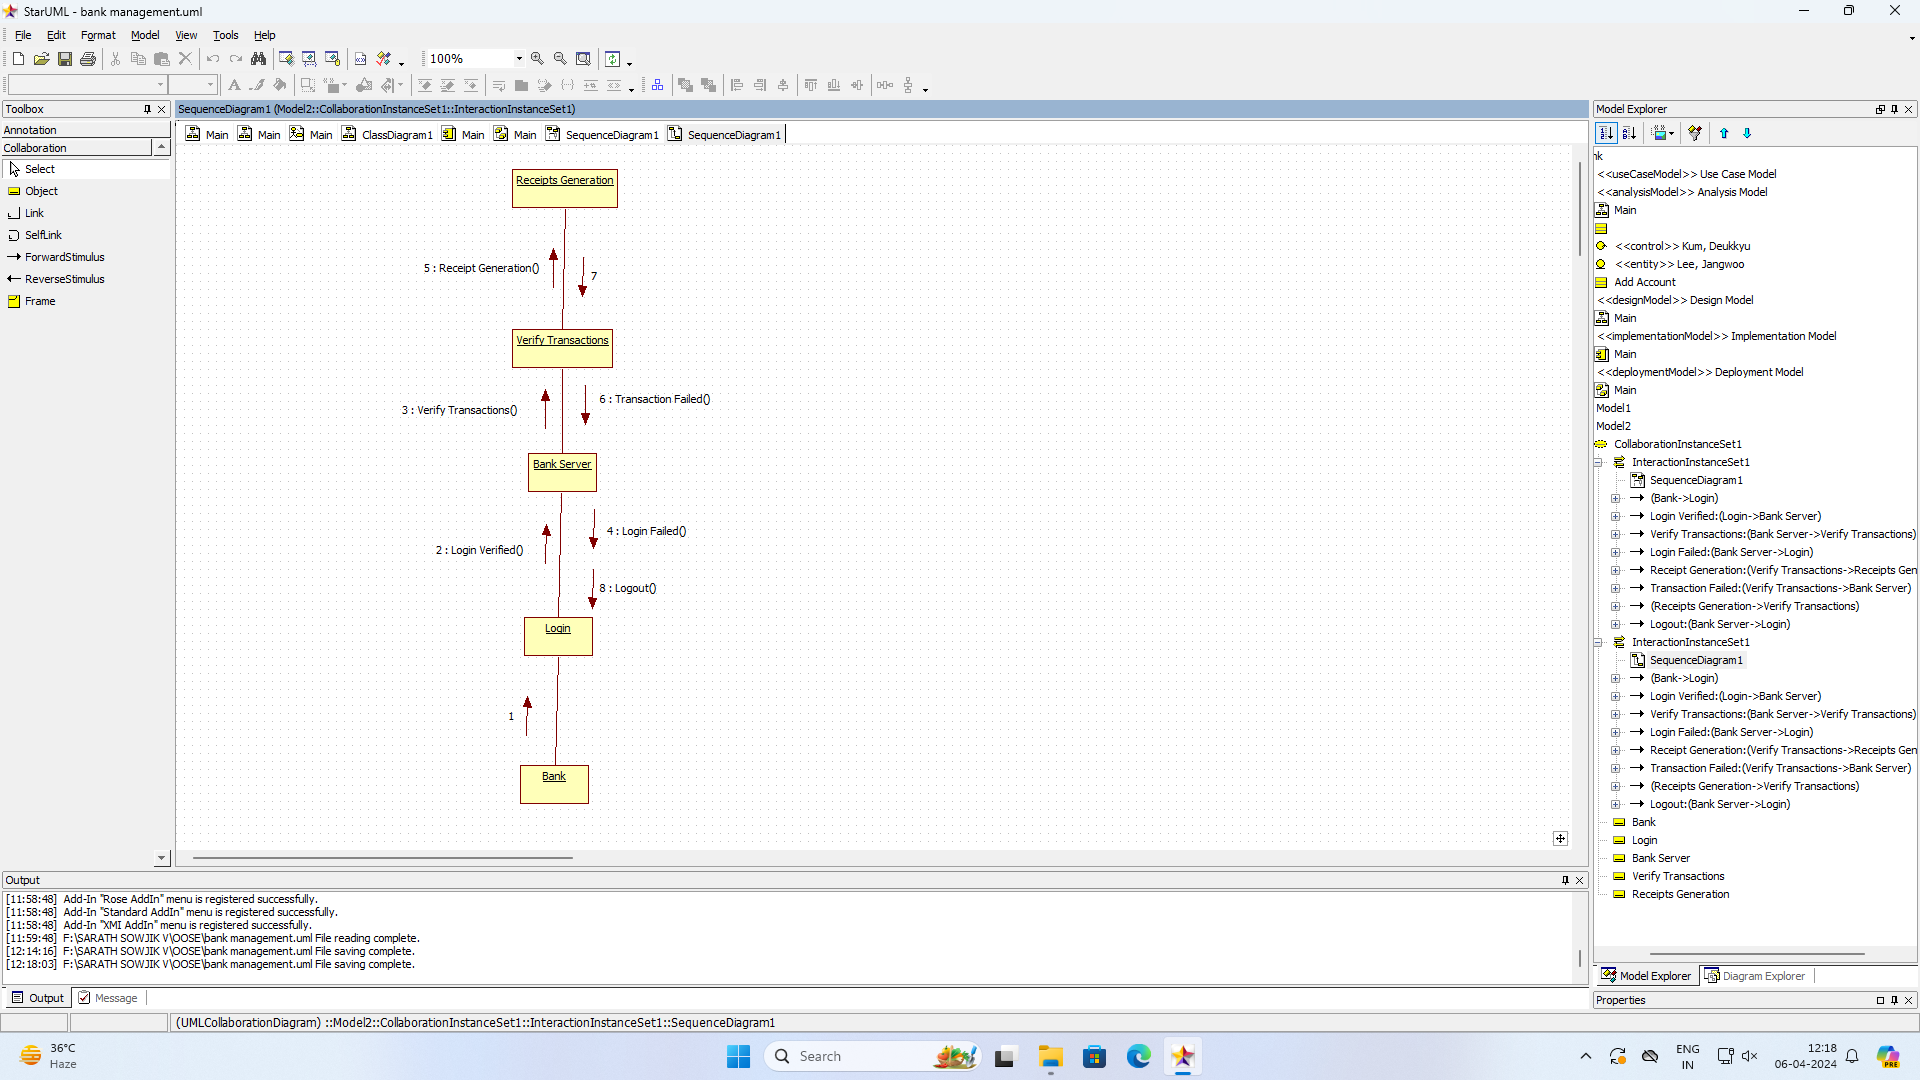 StarUML - bank management.uml
File Edit Format Model View Tools Help
100%
Toolbox
Annotation
Collaboration
Select
Object
Link
SelfLink
ForwardStimulus
ReverseStimulus
Frame
SequenceDiagram1 (Model2::CollaborationInstanceSet1::InteractionInstanceSet1)
Main Main Main ClassDiagram1 Main Main SequenceDiagram1 SequenceDiagram1
Receipts Generation
5 : Receipt Generation()
7
Verify Transactions
3 : Verify Transactions()
6 : Transaction Failed()
Bank Server
2 : Login Verified()
4 : Login Failed()
8 : Logout()
Login
1
Bank
Model Explorer
nk
<<useCaseModel>> Use Case Model
<<analysisModel>> Analysis Model
Main
<<control>> Kum, Deukkyu
<<entity>> Lee, Jangwoo
Add Account
<<designModel>> Design Model
Main
<<implementationModel>> Implementation Model
Main
<<deploymentModel>> Deployment Model
Main
Model1
Model2
CollaborationInstanceSet1
InteractionInstanceSet1
SequenceDiagram1
(Bank->Login)
Login Verified:(Login->Bank Server)
Verify Transactions:(Bank Server->Verify Transactions)
Login Failed:(Bank Server->Login)
Receipt Generation:(Verify Transactions->Receipts Gen
Transaction Failed:(Verify Transactions->Bank Server)
(Receipts Generation->Verify Transactions)
Logout:(Bank Server->Login)
InteractionInstanceSet1
SequenceDiagram1
(Bank->Login)
Login Verified:(Login->Bank Server)
Verify Transactions:(Bank Server->Verify Transactions)
Login Failed:(Bank Server->Login)
Receipt Generation:(Verify Transactions->Receipts Gen
Transaction Failed:(Verify Transactions->Bank Server)
(Receipts Generation->Verify Transactions)
Logout:(Bank Server->Login)
Bank
Login
Bank Server
Verify Transactions
Receipts Generation
Model Explorer Diagram Explorer
Properties
Output
[11:58:48] Add-In "Rose AddIn" menu is registered successfully.
[11:58:48] Add-In "Standard AddIn" menu is registered successfully.
[11:58:48] Add-In "XMI AddIn" menu is registered successfully.
[11:59:48] F:\SARATH SOWJIK V\OOSE\bank management.uml File reading complete.
[12:14:16] F:\SARATH SOWJIK V\OOSE\bank management.uml File saving complete.
[12:18:03] F:\SARATH SOWJIK V\OOSE\bank management.uml File saving complete.
Output Message
(UMLCollaborationDiagram) ::Model2::CollaborationInstanceSet1::InteractionInstanceSet1::SequenceDiagram1
36°C
Haze
Search
ENG
IN
12:18
06-04-2024
PRE